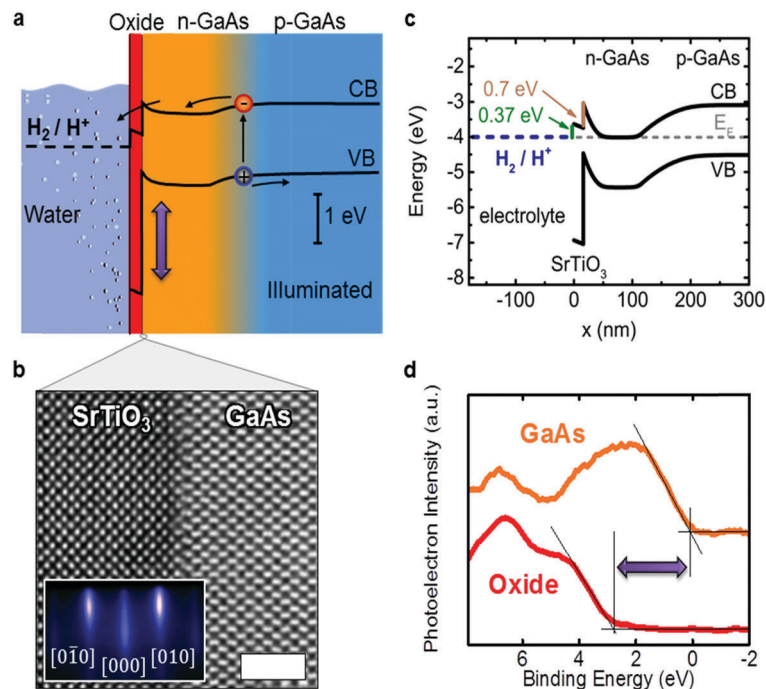 a
Oxide n-GaAs p-GaAs
CB
H₂ / H⁺
VB
Water
1 eV
Illuminated
b
SrTiO₃ GaAs
[01̄0] [000] [010]
c
n-GaAs p-GaAs
0.7 eV
0.37 eV
CB
E_F
H₂ / H⁺
VB
electrolyte
SrTiO₃
Energy (eV)
-2
-3
-4
-5
-6
-7
-8
-100 0 100 200 300
x (nm)
d
GaAs
Oxide
Photoelectron Intensity (a.u.)
6 4 2 0 -2
Binding Energy (eV)